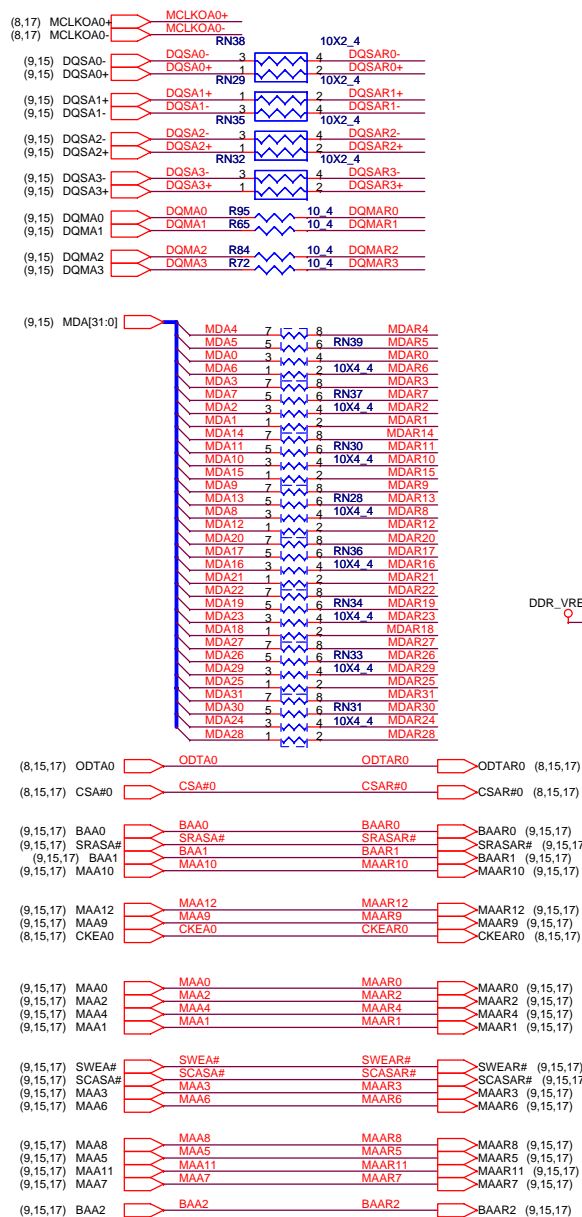 (8,17) MCLKOA0+ MCLKOA0+
(8,17) MCLKOA0- MCLKOA0-
RN38 10X2_4
(9,15) DQSA0- DQSA0- 3 4 DQSAR0-
(9,15) DQSA0+ DQSA0+ 1 2 DQSAR0+
RN29 10X2_4
(9,15) DQSA1+ DQSA1+ 1 2 DQSAR1+
(9,15) DQSA1- DQSA1- 3 4 DQSAR1-
RN35 10X2_4
(9,15) DQSA2- DQSA2- 3 4 DQSAR2-
(9,15) DQSA2+ DQSA2+ 1 2 DQSAR2+
RN32 10X2_4
(9,15) DQSA3- DQSA3- 3 4 DQSAR3-
(9,15) DQSA3+ DQSA3+ 1 2 DQSAR3+
(9,15) DQMA0 DQMA0 R95 10_4 DQMAR0
(9,15) DQMA1 DQMA1 R65 10_4 DQMAR1
(9,15) DQMA2 DQMA2 R84 10_4 DQMAR2
(9,15) DQMA3 DQMA3 R72 10_4 DQMAR3
(9,15) MDA[31:0]
MDA4 7 8 MDAR4
MDA5 5 6 RN39 MDAR5
MDA0 3 4 MDAR0
MDA6 1 2 10X4_4 MDAR6
MDA3 7 8 MDAR3
MDA7 5 6 RN37 MDAR7
MDA2 3 4 10X4_4 MDAR2
MDA1 1 2 MDAR1
MDA14 7 8 MDAR14
MDA11 5 6 RN30 MDAR11
MDA10 3 4 10X4_4 MDAR10
MDA15 1 2 MDAR15
MDA9 7 8 MDAR9
MDA13 5 6 RN28 MDAR13
MDA8 3 4 10X4_4 MDAR8
MDA12 1 2 MDAR12
MDA20 7 8 MDAR20
MDA17 5 6 RN36 MDAR17
MDA16 3 4 10X4_4 MDAR16
MDA21 1 2 MDAR21
MDA22 7 8 MDAR22
MDA19 5 6 RN34 MDAR19
MDA23 3 4 10X4_4 MDAR23
MDA18 1 2 MDAR18
MDA27 7 8 MDAR27
MDA26 5 6 RN33 MDAR26
MDA29 3 4 10X4_4 MDAR29
MDA25 1 2 MDAR25
MDA31 7 8 MDAR31
MDA30 5 6 RN31 MDAR30
MDA24 3 4 10X4_4 MDAR24
MDA28 1 2 MDAR28
DDR_VRE
(8,15,17) ODTA0 ODTA0 ODTAR0 ODTAR0 (8,15,17)
(8,15,17) CSA#0 CSA#0 CSAR#0 CSAR#0 (8,15,17)
(9,15,17) BAA0 BAA0 BAAR0 BAAR0 (9,15,17)
(9,15,17) SRASA# SRASA# SRASAR# SRASAR# (9,15,17
(9,15,17) BAA1 BAA1 BAAR1 BAAR1 (9,15,17)
(9,15,17) MAA10 MAA10 MAAR10 MAAR10 (9,15,17)
(9,15,17) MAA12 MAA12 MAAR12 MAAR12 (9,15,17)
(9,15,17) MAA9 MAA9 MAAR9 MAAR9 (9,15,17)
(8,15,17) CKEA0 CKEA0 CKEAR0 CKEAR0 (8,15,17)
(9,15,17) MAA0 MAA0 MAAR0 MAAR0 (9,15,17)
(9,15,17) MAA2 MAA2 MAAR2 MAAR2 (9,15,17)
(9,15,17) MAA4 MAA4 MAAR4 MAAR4 (9,15,17)
(9,15,17) MAA1 MAA1 MAAR1 MAAR1 (9,15,17)
(9,15,17) SWEA# SWEA# SWEAR# SWEAR# (9,15,17)
(9,15,17) SCASA# SCASA# SCASAR# SCASAR# (9,15,17
(9,15,17) MAA3 MAA3 MAAR3 MAAR3 (9,15,17)
(9,15,17) MAA6 MAA6 MAAR6 MAAR6 (9,15,17)
(9,15,17) MAA8 MAA8 MAAR8 MAAR8 (9,15,17)
(9,15,17) MAA5 MAA5 MAAR5 MAAR5 (9,15,17)
(9,15,17) MAA11 MAA11 MAAR11 MAAR11 (9,15,17)
(9,15,17) MAA7 MAA7 MAAR7 MAAR7 (9,15,17)
(9,15,17) BAA2 BAA2 BAAR2 BAAR2 (9,15,17)